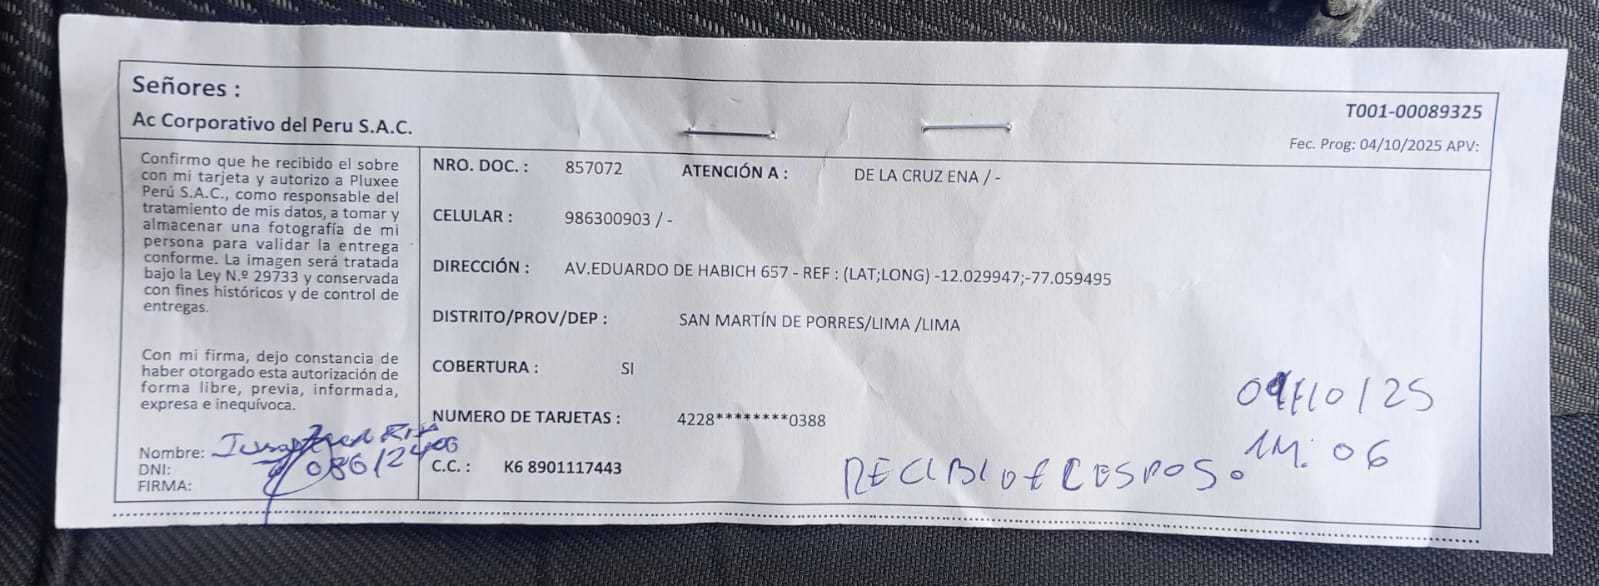 Señores :
Ac Corporativo del Peru S.A.C.
T001-00089325
Fec. Prog: 04/10/2025 APV:
Confirmo que he recibido el sobre
con mi tarjeta y autorizo a Pluxee
Perú S.A.C., como responsable del
tratamiento de mis datos, a tomar y
almacenar una fotografía de mi
persona para validar la entrega
conforme. La imagen será tratada
bajo la Ley N.º 29733 y conservada
con fines históricos y de control de
entregas.
Con mi firma, dejo constancia de
haber otorgado esta autorización de
forma libre, previa, informada,
expresa e inequívoca.
Nombre:
DNI: 08612406
FIRMA:
NRO. DOC. : 857072 ATENCIÓN A : DE LA CRUZ ENA / -
CELULAR : 986300903 / -
DIRECCIÓN : AV.EDUARDO DE HABICH 657 - REF : (LAT;LONG) -12.029947;-77.059495
DISTRITO/PROV/DEP : SAN MARTÍN DE PORRES/LIMA /LIMA
COBERTURA : SI
NUMERO DE TARJETAS : 4228********0388
C.C. : K6 8901117443
/10/25
RECIBIO E